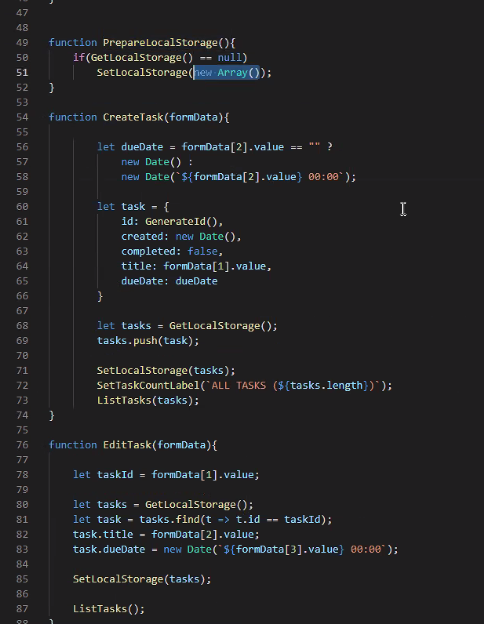 47
48
49 function PrepareLocalStorage(){
50 if(GetLocalStorage() == null)
51 SetLocalStorage(new Array());
52 }
53
54 function CreateTask(formData){
55
56 let dueDate = formData[2].value == "" ?
57 new Date() :
58 new Date(`${formData[2].value} 00:00`);
59
60 let task = {
61 id: GenerateId(),
62 created: new Date(),
63 completed: false,
64 title: formData[1].value,
65 dueDate: dueDate
66 }
67
68 let tasks = GetLocalStorage();
69 tasks.push(task);
70
71 SetLocalStorage(tasks);
72 SetTaskCountLabel(`ALL TASKS (${tasks.length})`);
73 ListTasks(tasks);
74 }
75
76 function EditTask(formData){
77
78 let taskId = formData[1].value;
79
80 let tasks = GetLocalStorage();
81 let task = tasks.find(t => t.id == taskId);
82 task.title = formData[2].value;
83 task.dueDate = new Date(`${formData[3].value} 00:00`);
84
85 SetLocalStorage(tasks);
86
87 ListTasks();
88 }